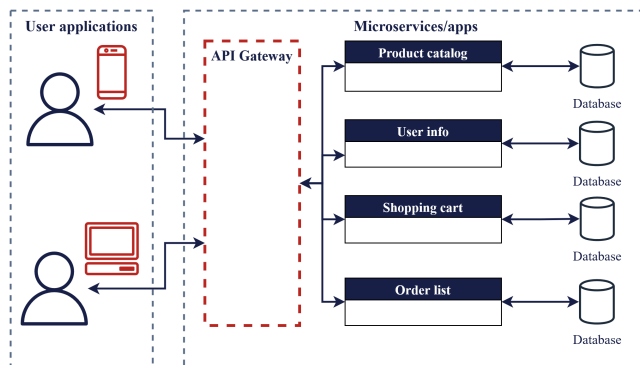 User applications
Microservices/apps
API Gateway
Product catalog
Database
User info
Database
Shopping cart
Database
Order list
Database